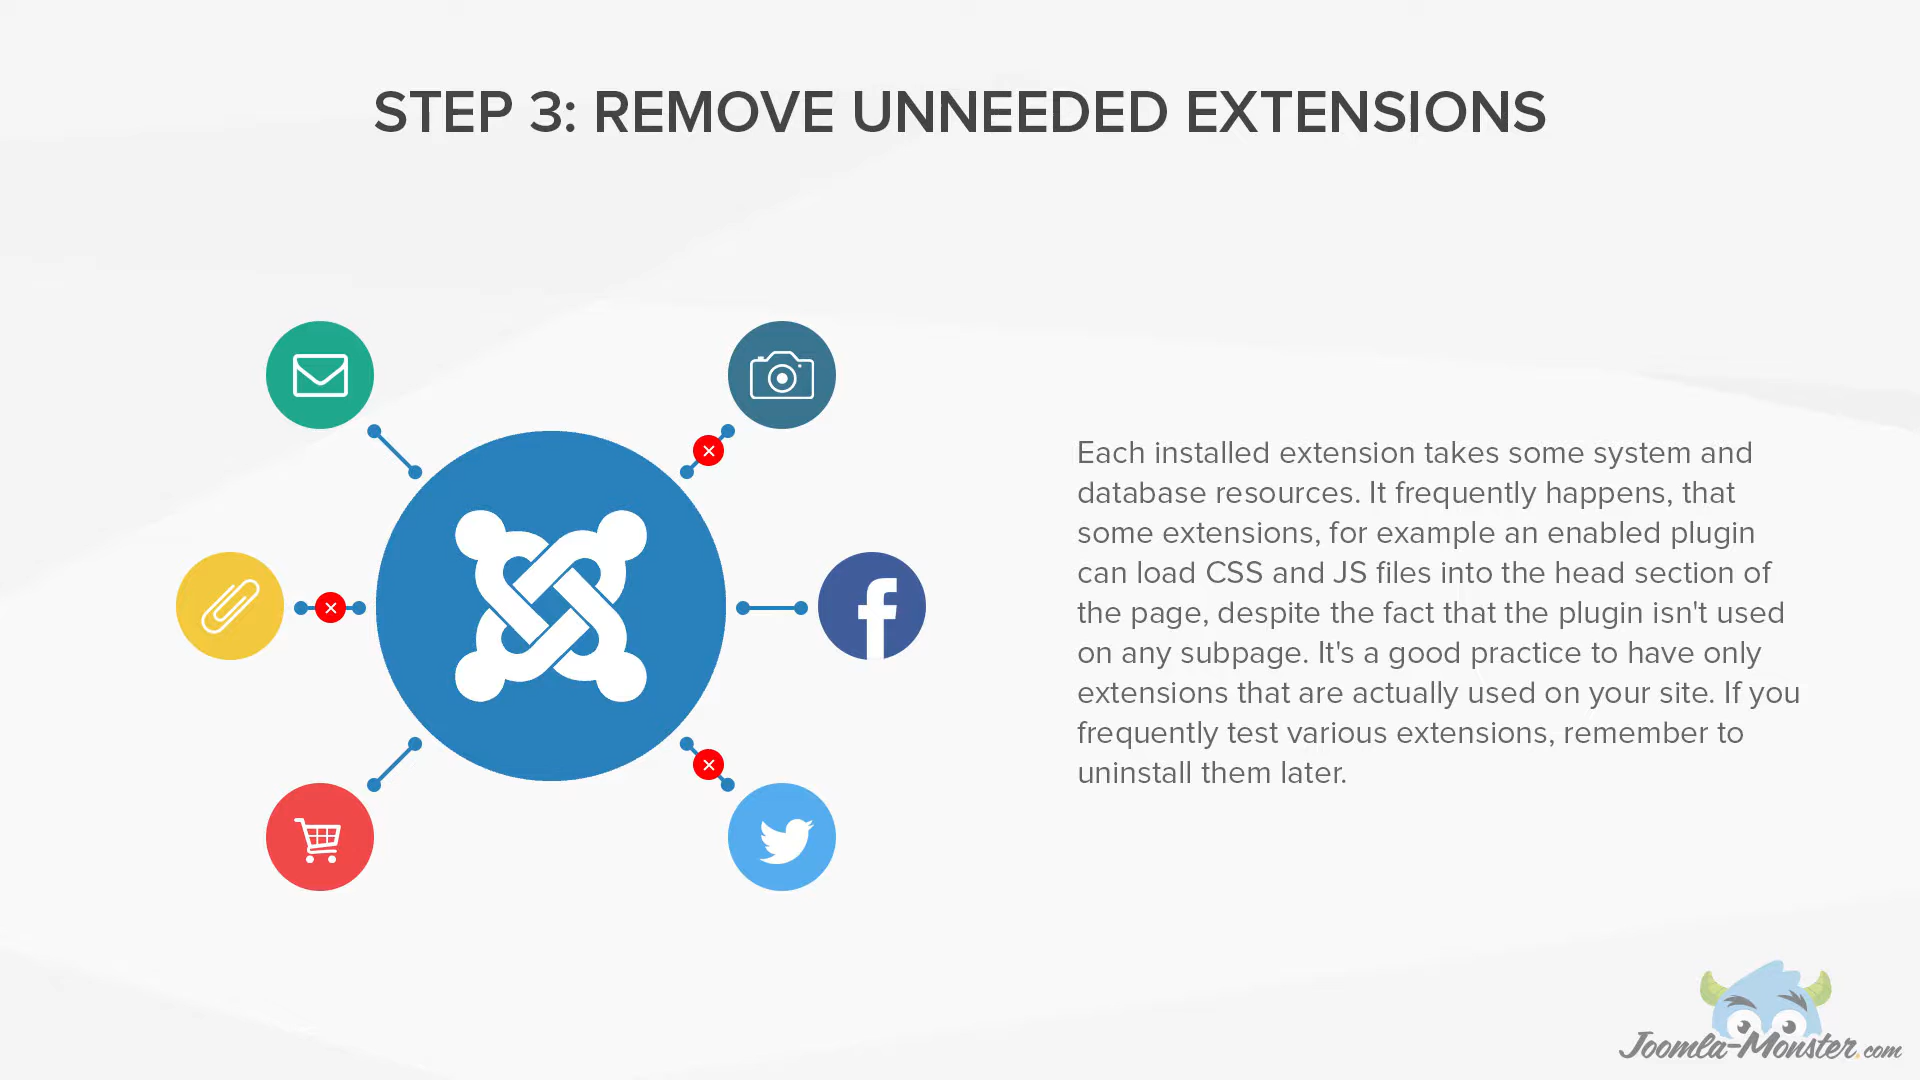 STEP 3: REMOVE UNNEEDED EXTENSIONS
Each installed extension takes some system and
database resources. It frequently happens, that
some extensions, for example an enabled plugin
can load CSS and JS files into the head section of
the page, despite the fact that the plugin isn't used
on any subpage. It's a good practice to have only
extensions that are actually used on your site. If you
frequently test various extensions, remember to
uninstall them later.
Joomla-Monster.com